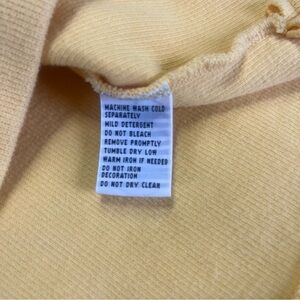 MACHINE WASH COLD
SEPARATELY
MILD DETERGENT
DO NOT BLEACH
REMOVE PROMPTLY
TUMBLE DRY LOW
WARM IRON IF NEEDED
DO NOT IRON
DECORATION
DO NOT DRY CLEAN